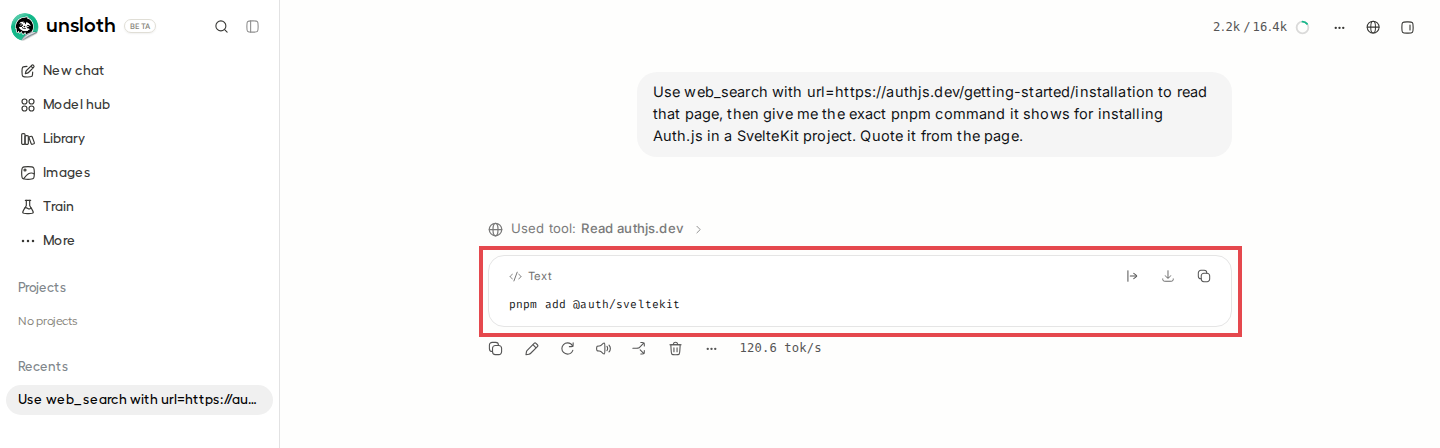 unsloth BETA
2.2k / 16.4k
New chat
Model hub
Library
Images
Train
More
Projects
No projects
Recents
Use web_search with url=https://au...
Use web_search with url=https://authjs.dev/getting-started/installation to read
that page, then give me the exact pnpm command it shows for installing
Auth.js in a SvelteKit project. Quote it from the page.
Used tool: Read authjs.dev
Text
pnpm add @auth/sveltekit
120.6 tok/s